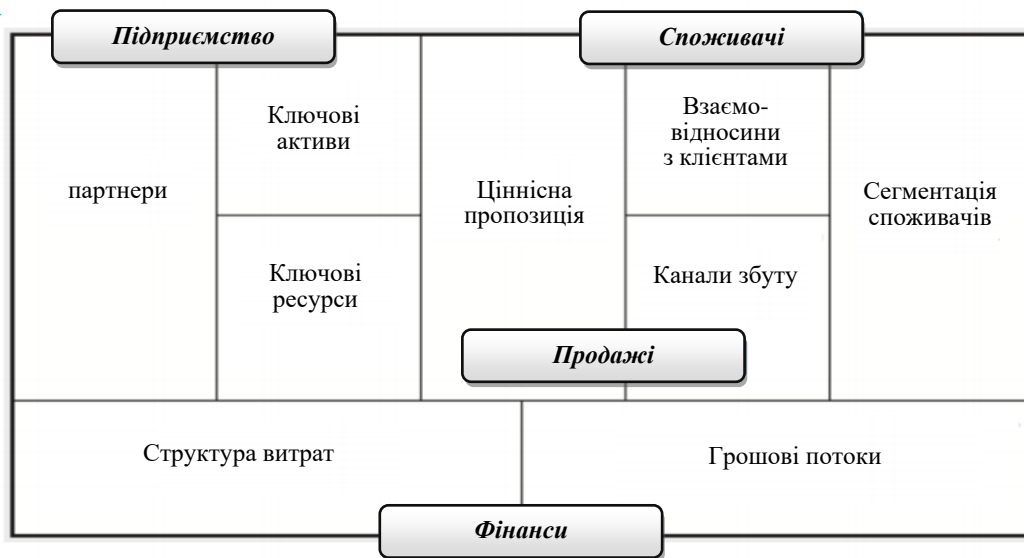 Підприємство
Споживачі
партнери
Ключові
активи
Ключові
ресурси
Ціннісна
пропозиція
Взаємо-
відносини
з клієнтами
Канали збуту
Сегментація
споживачів
Продажі
Структура витрат
Грошові потоки
Фінанси